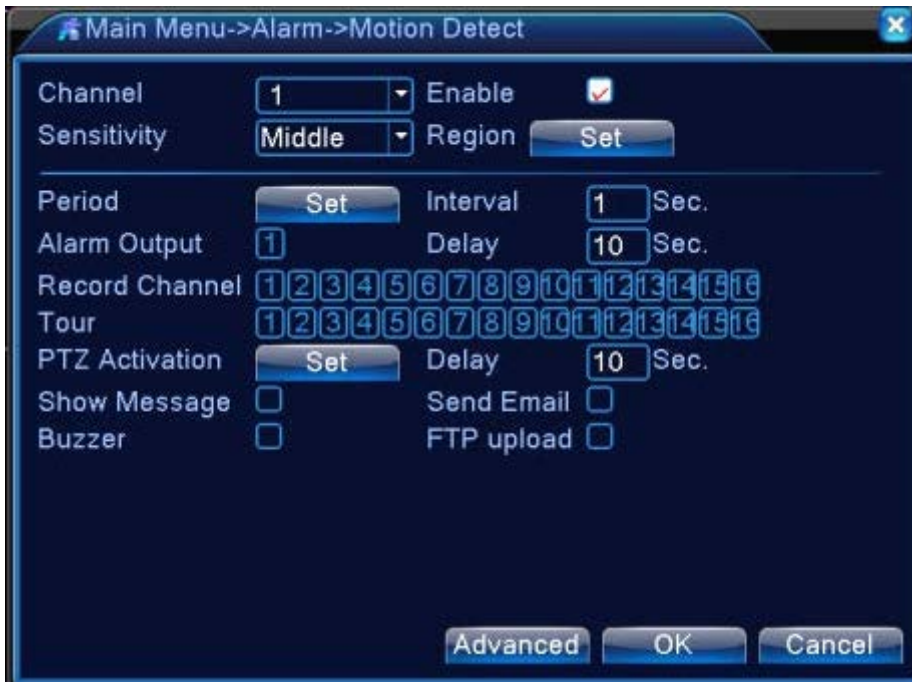 Main Menu->Alarm->Motion Detect
Channel 1 Enable
Sensitivity Middle Region Set
Period Set Interval 1 Sec.
Alarm Output 1 Delay 10 Sec.
Record Channel 1 2 3 4 5 6 7 8 9 10 11 12 13 14 15 16
Tour 1 2 3 4 5 6 7 8 9 10 11 12 13 14 15 16
PTZ Activation Set Delay 10 Sec.
Show Message Send Email
Buzzer FTP upload
Advanced OK Cancel